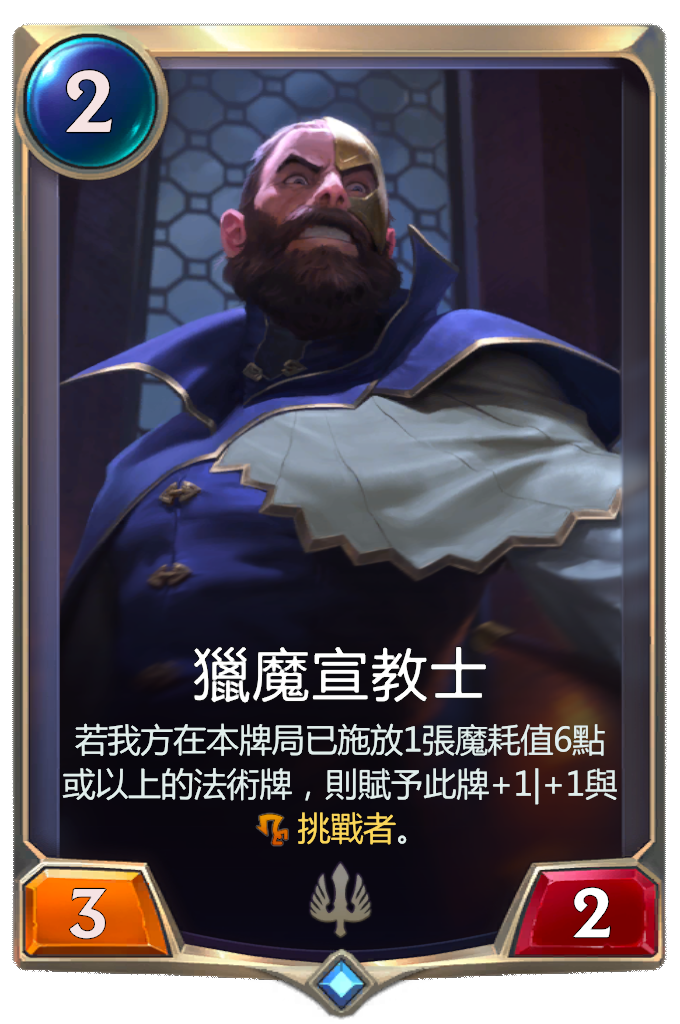 2
獵魔宣教士
若我方在本牌局已施放1張魔耗值6點
或以上的法術牌，則賦予此牌+1|+1與
挑戰者。
3
2